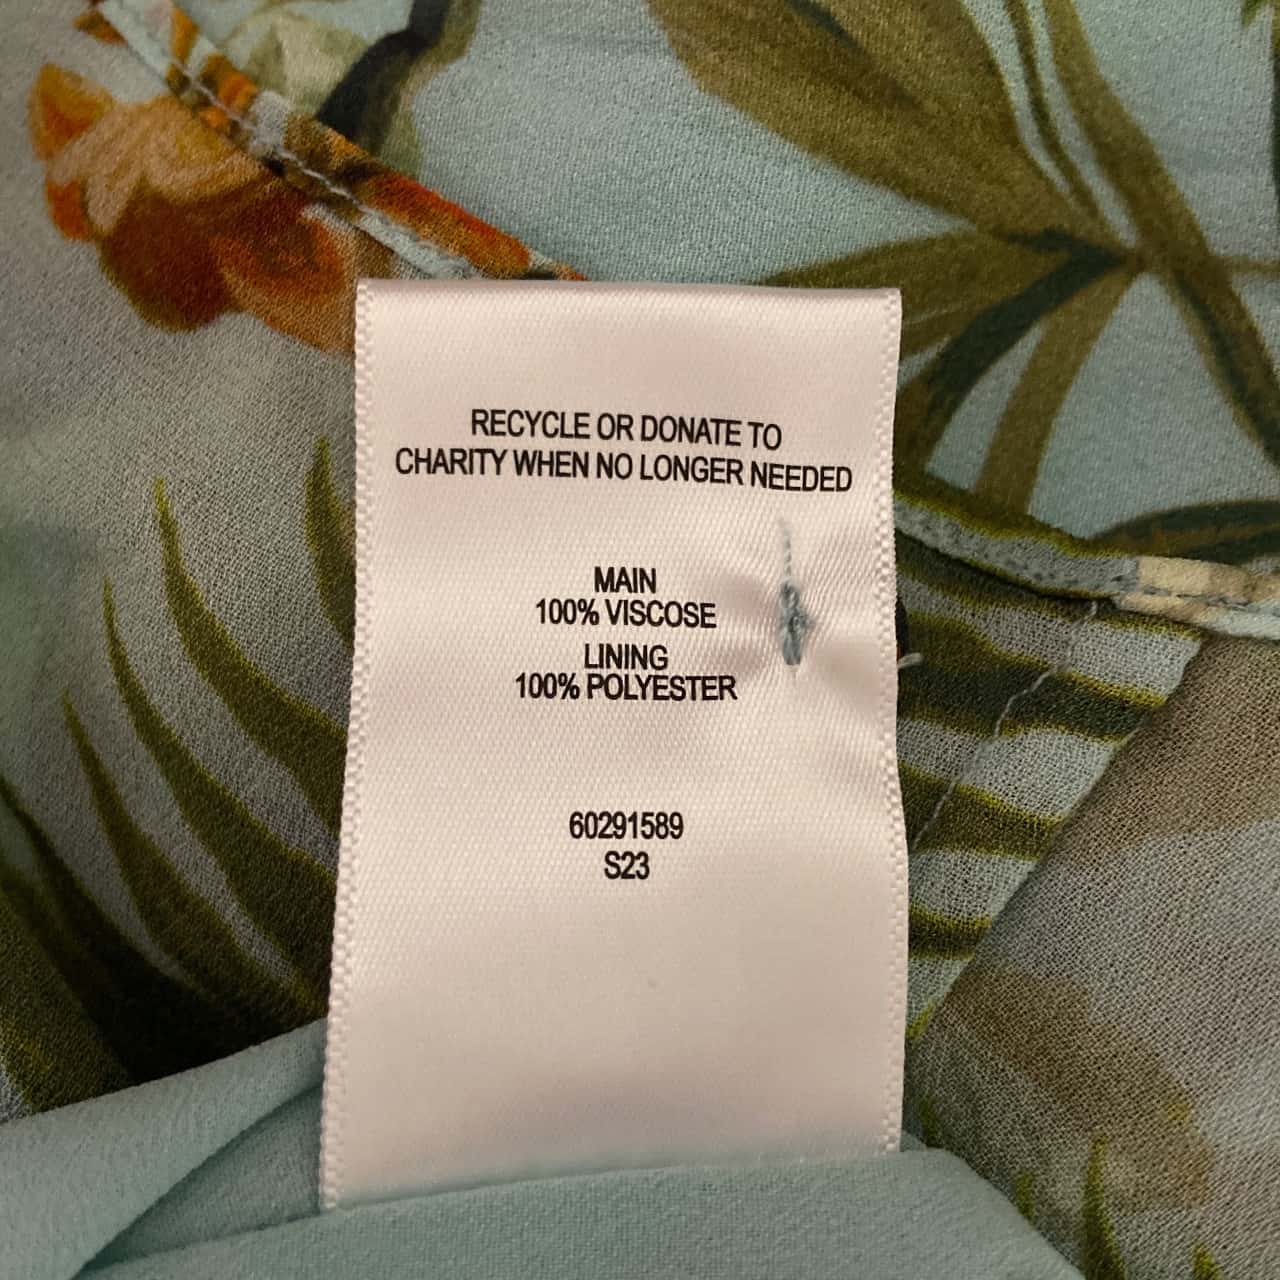 RECYCLE OR DONATE TO
CHARITY WHEN NO LONGER NEEDED
MAIN
100% VISCOSE
LINING
100% POLYESTER
60291589
S23